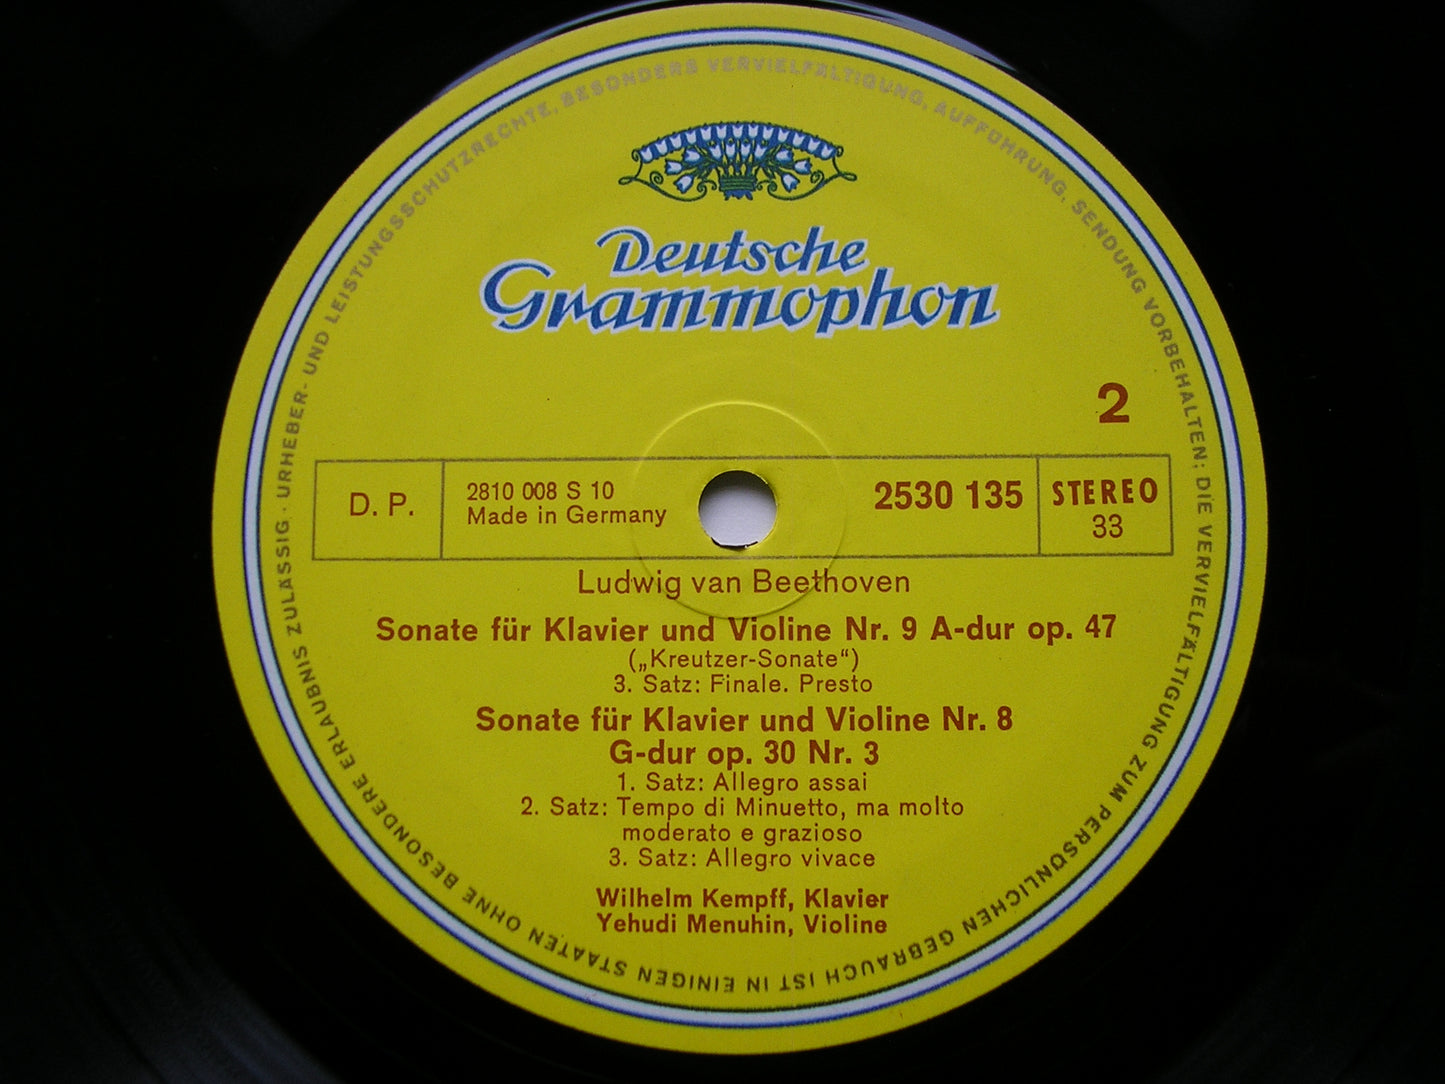 Deutsche
Grammophon
2
D. P.
2810 008 S 10
Made in Germany
2530 135
STEREO
33
Ludwig van Beethoven
Sonate für Klavier und Violine Nr. 9 A-dur op. 47
(„Kreutzer-Sonate“)
3. Satz: Finale. Presto
Sonate für Klavier und Violine Nr. 8
G-dur op. 30 Nr. 3
1. Satz: Allegro assai
2. Satz: Tempo di Minuetto, ma molto
moderato e grazioso
3. Satz: Allegro vivace
Wilhelm Kempff, Klavier
Yehudi Menuhin, Violine
URHEBER- UND LEISTUNGSSCHUTZRECHTE, BESONDERS VERVIELFÄLTIGUNG, AUFFÜHRUNG, SENDUNG VORBEHALTEN; DIE VERVIELFÄLTIGUNG ZUM PERSÖNLICHEN GEBRAUCH IST IN EINIGEN STAATEN OHNE BESONDERE ERLAUBNIS ZULÄSSIG ·